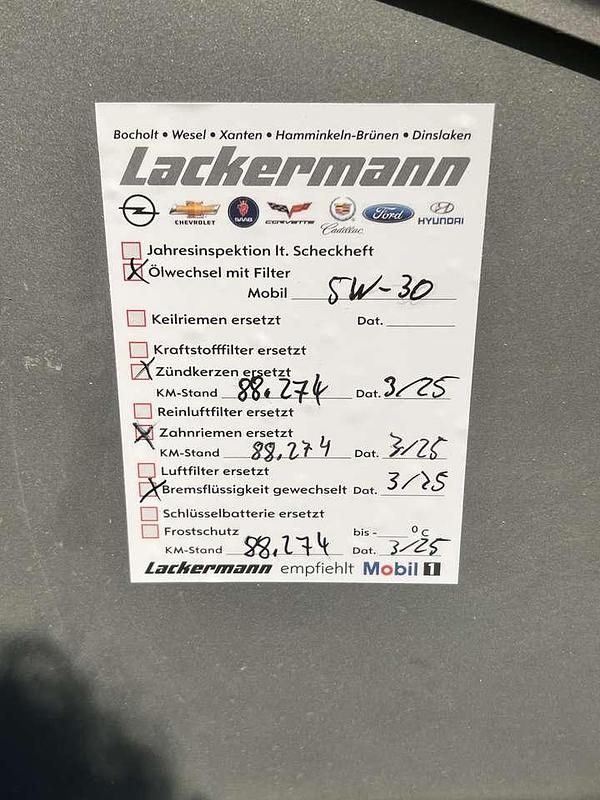 Bocholt • Wesel • Xanten • Hamminkeln-Brünen • Dinslaken
Lackermann
CHEVROLET SAAB CORVETTE Cadillac Ford HYUNDAI
Jahresinspektion lt. Scheckheft
Ölwechsel mit Filter
Mobil 5W-30
Keilriemen ersetzt Dat.
Kraftstofffilter ersetzt
Zündkerzen ersetzt
KM-Stand 88.274 Dat. 3/25
Reinluftfilter ersetzt
Zahnriemen ersetzt
KM-Stand 88.274 Dat. 3/25
Luftfilter ersetzt
Bremsflüssigkeit gewechselt Dat. 3/25
Schlüsselbatterie ersetzt
Frostschutz bis - °C
KM-Stand 88.274 Dat. 3/25
Lackermann empfiehlt Mobil 1